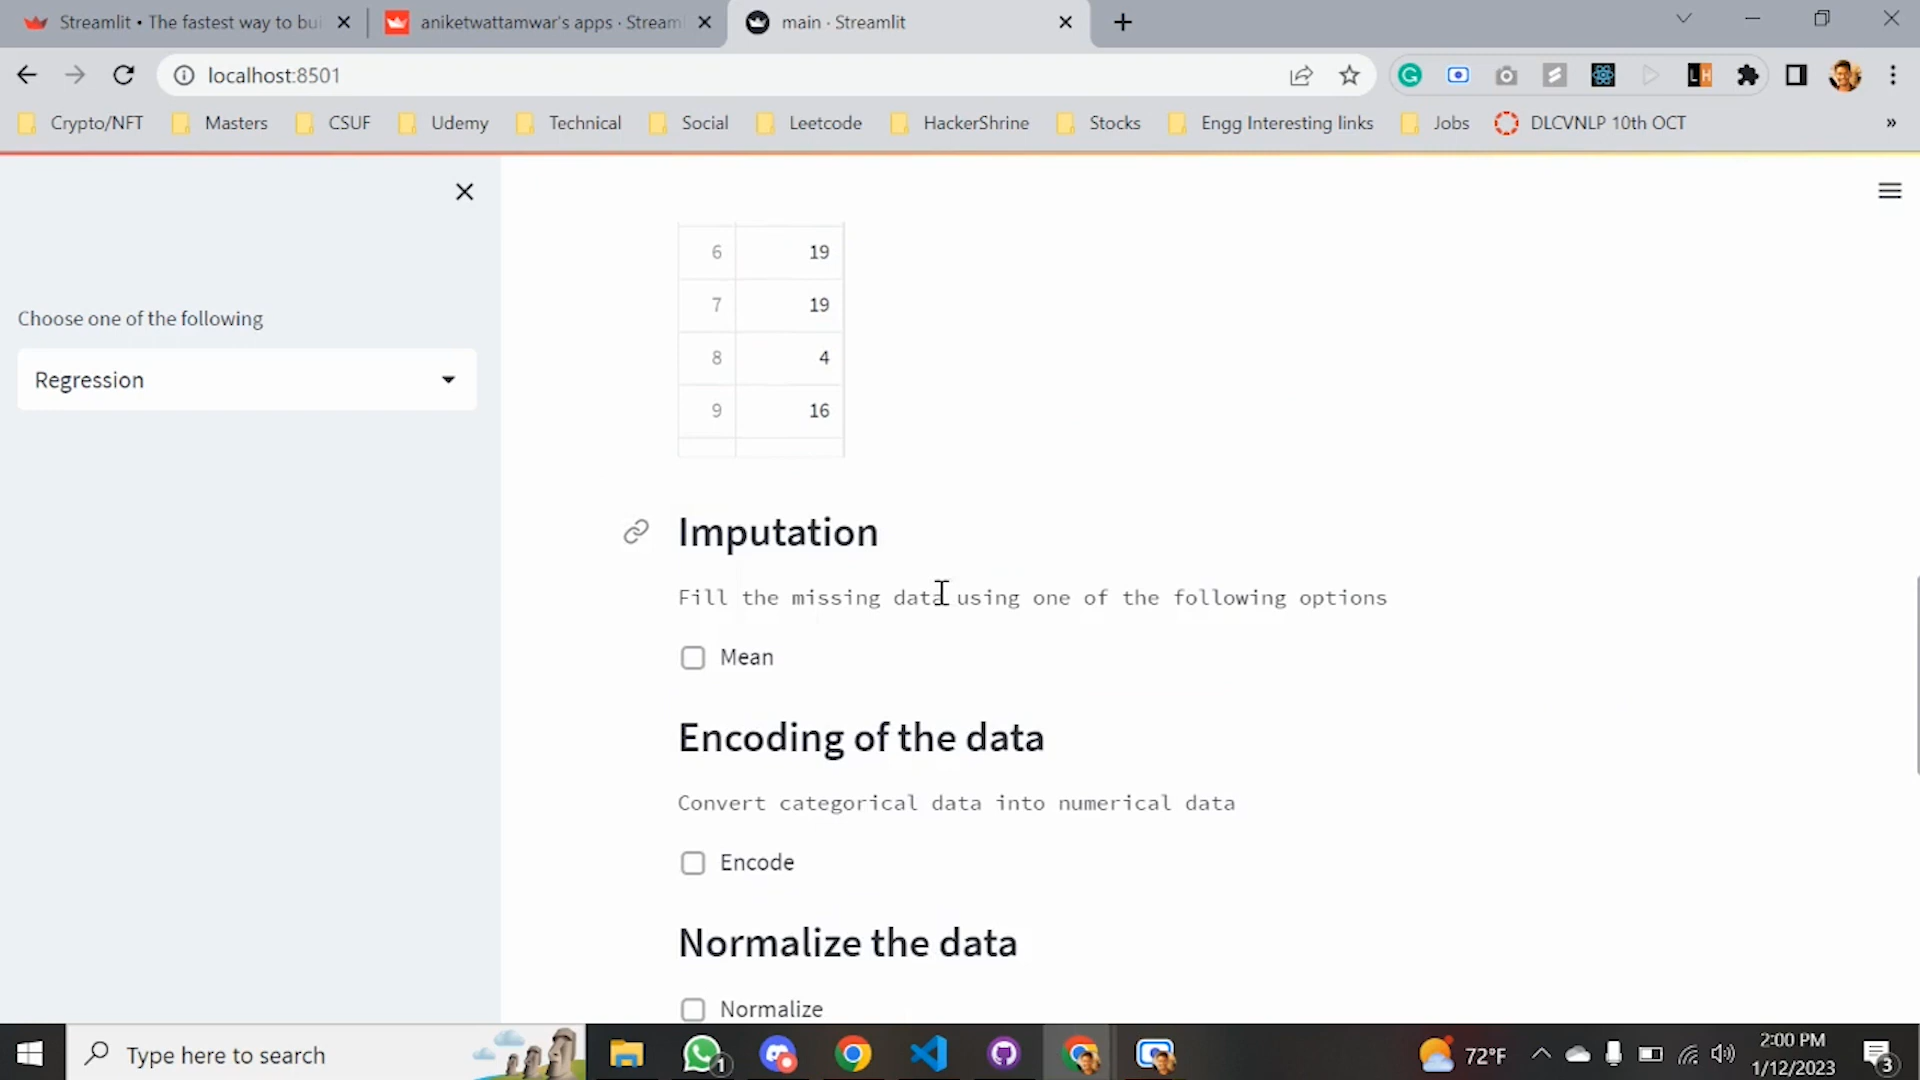 Streamlit • The fastest way to bui
aniketwattamwar's apps · Streaml
main · Streamlit
localhost:8501
Crypto/NFT
Masters
CSUF
Udemy
Technical
Social
Leetcode
HackerShrine
Stocks
Engg Interesting links
Jobs
DLCVNLP 10th OCT
»
Choose one of the following
Regression
6 19
7 19
8 4
9 16
Imputation
Fill the missing data using one of the following options
Mean
Encoding of the data
Convert categorical data into numerical data
Encode
Normalize the data
Normalize
Type here to search
1
72°F
2:00 PM
1/12/2023
3